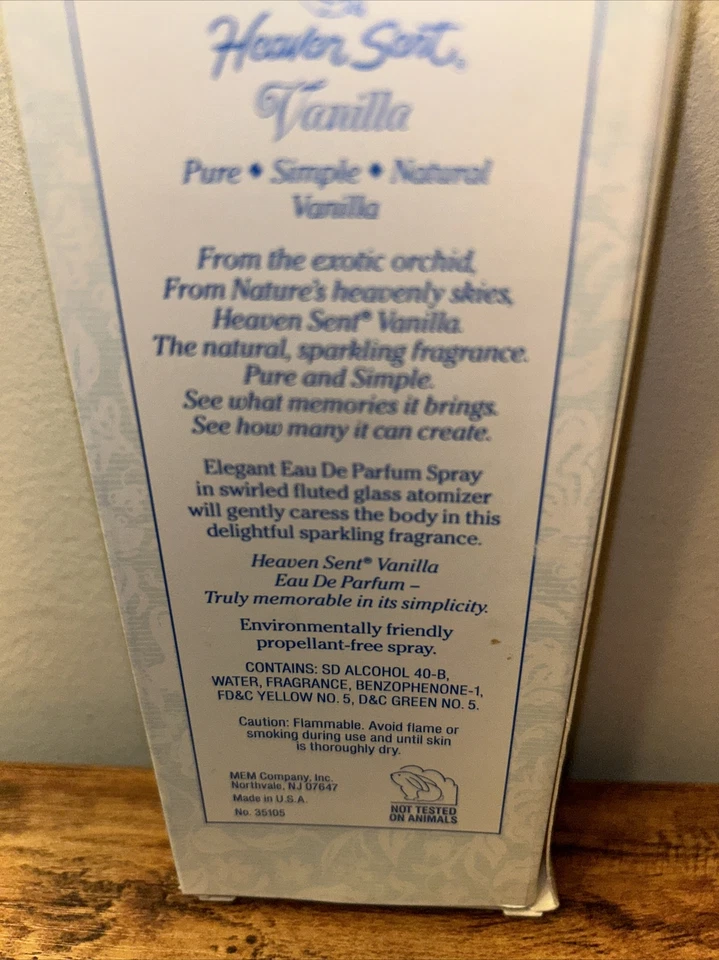 Heaven Sent®
Vanilla
Pure • Simple • Natural
Vanilla
From the exotic orchid,
From Nature's heavenly skies,
Heaven Sent® Vanilla.
The natural, sparkling fragrance.
Pure and Simple.
See what memories it brings.
See how many it can create.
Elegant Eau De Parfum Spray
in swirled fluted glass atomizer
will gently caress the body in this
delightful sparkling fragrance.
Heaven Sent® Vanilla
Eau De Parfum –
Truly memorable in its simplicity.
Environmentally friendly
propellant-free spray.
CONTAINS: SD ALCOHOL 40-B,
WATER, FRAGRANCE, BENZOPHENONE-1,
FD&C YELLOW NO. 5, D&C GREEN NO. 5.
Caution: Flammable. Avoid flame or
smoking during use and until skin
is thoroughly dry.
MEM Company, Inc.
Northvale, NJ 07647
Made in U.S.A.
No. 35105
NOT TESTED
ON ANIMALS